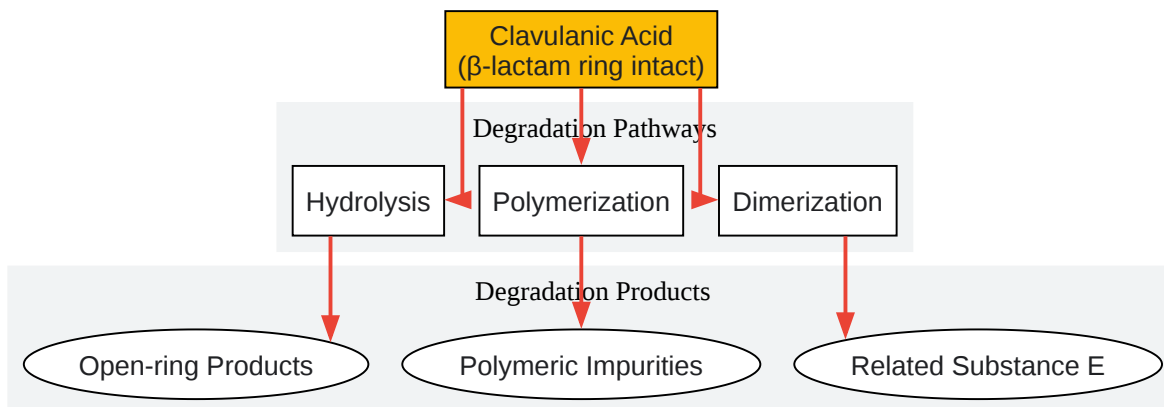 Clavulanic Acid
(β-lactam ring intact)
Degradation Pathways
Hydrolysis
Polymerization
Dimerization
Degradation Products
Open-ring Products
Polymeric Impurities
Related Substance E